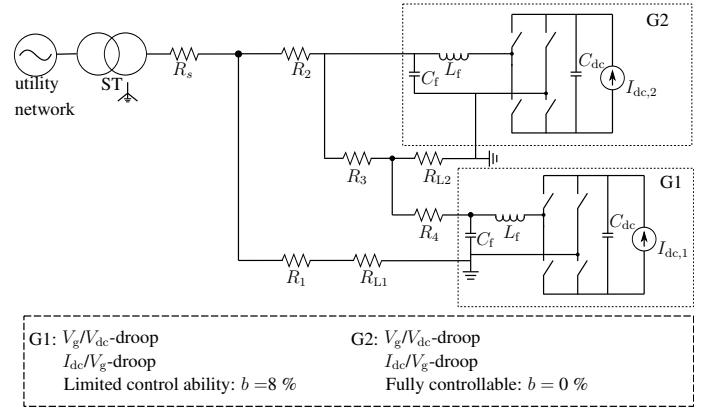 G2
utility
network
ST
R_s
R_2
C_f
L_f
C_dc
I_dc,2
R_3
R_L2
G1
R_4
C_f
L_f
C_dc
I_dc,1
R_1
R_L1
G1: V_g/V_dc-droop
I_dc/V_g-droop
Limited control ability: b =8 %
G2: V_g/V_dc-droop
I_dc/V_g-droop
Fully controllable: b = 0 %